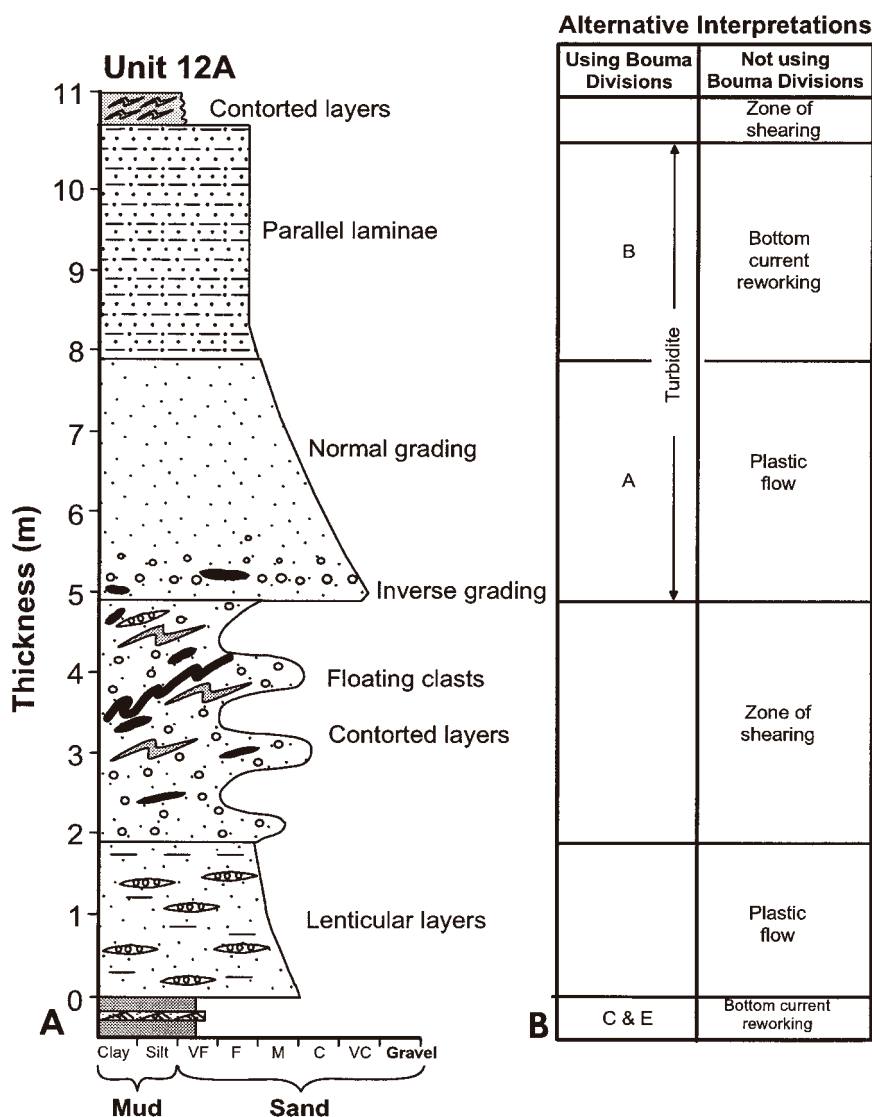 Alternative Interpretations
Unit 12A
Using Bouma
Divisions
Not using
Bouma Divisions
11
Contorted layers
Zone of
shearing
10
Parallel laminae
B
Bottom
current
reworking
9
8
Turbidite
7
Normal grading
A
Plastic
flow
6
5
Inverse grading
Thickness (m)
4
Floating clasts
Contorted layers
Zone of
shearing
3
2
1
Lenticular layers
Plastic
flow
0
A
B
C & E
Bottom current
reworking
Clay Silt VF F M C VC Gravel
Mud Sand